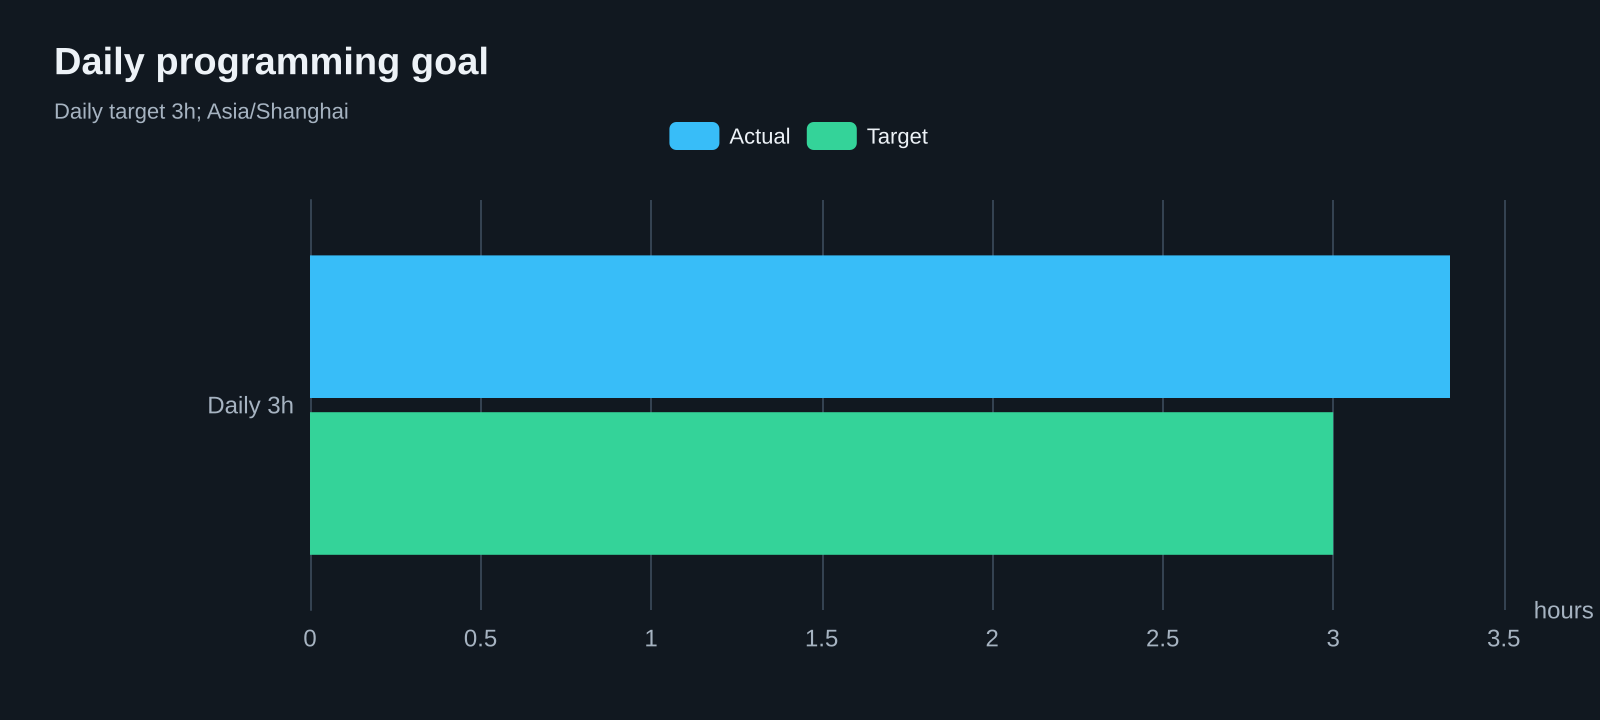 Daily programming goal
Daily target 3h; Asia/Shanghai
Actual Target
Daily 3h
hours
0 0.5 1 1.5 2 2.5 3 3.5